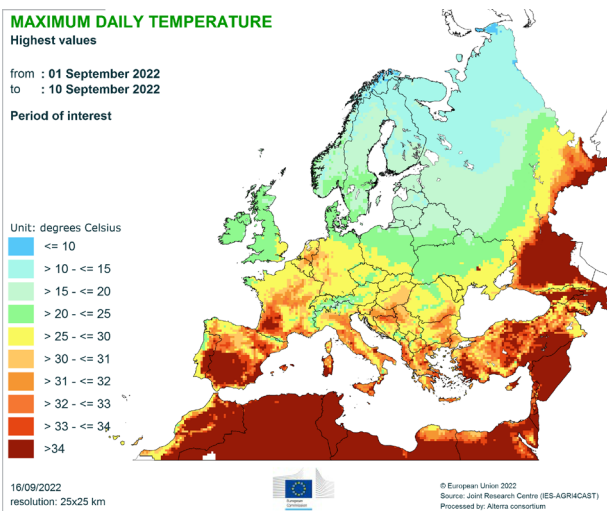 MAXIMUM DAILY TEMPERATURE
Highest values
from : 01 September 2022
to : 10 September 2022
Period of interest
Unit: degrees Celsius
<= 10
> 10 - <= 15
> 15 - <= 20
> 20 - <= 25
> 25 - <= 30
> 30 - <= 31
> 31 - <= 32
> 32 - <= 33
> 33 - <= 34
>34
16/09/2022
resolution: 25x25 km
European
Commission
© European Union 2022
Source: Joint Research Centre (IES-AGRI4CAST)
Processed by: Alterra consortium